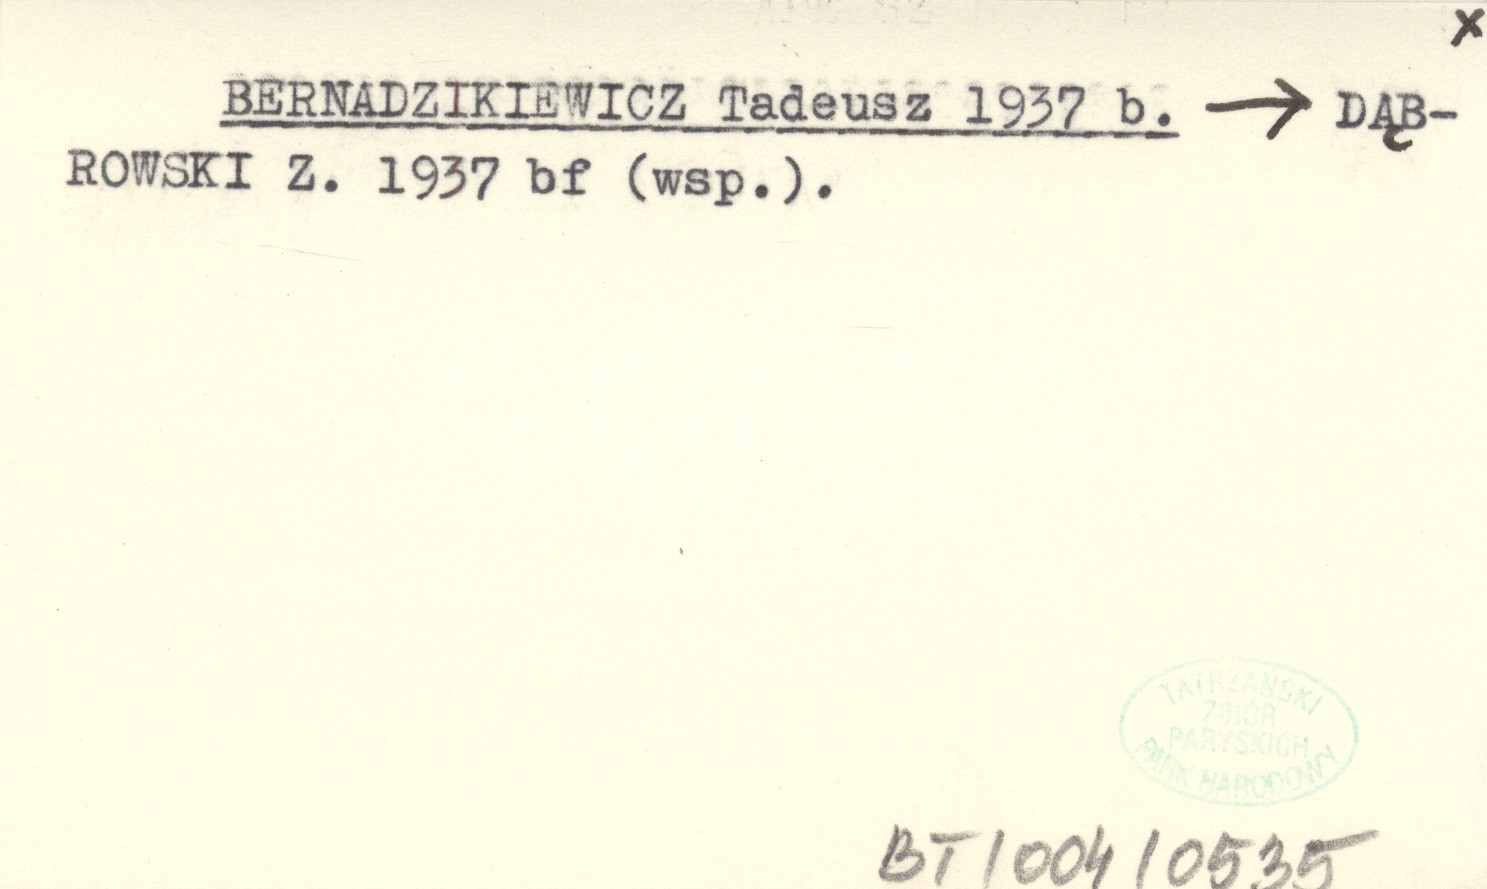 x
BERNADZIKIEWICZ Tadeusz 1937 b. → DĄB-
ROWSKI Z. 1937 bf (wsp.).
TATRZAŃSKI
ZBIÓR
PARYSKICH
PARK NARODOWY
BT/004/0535